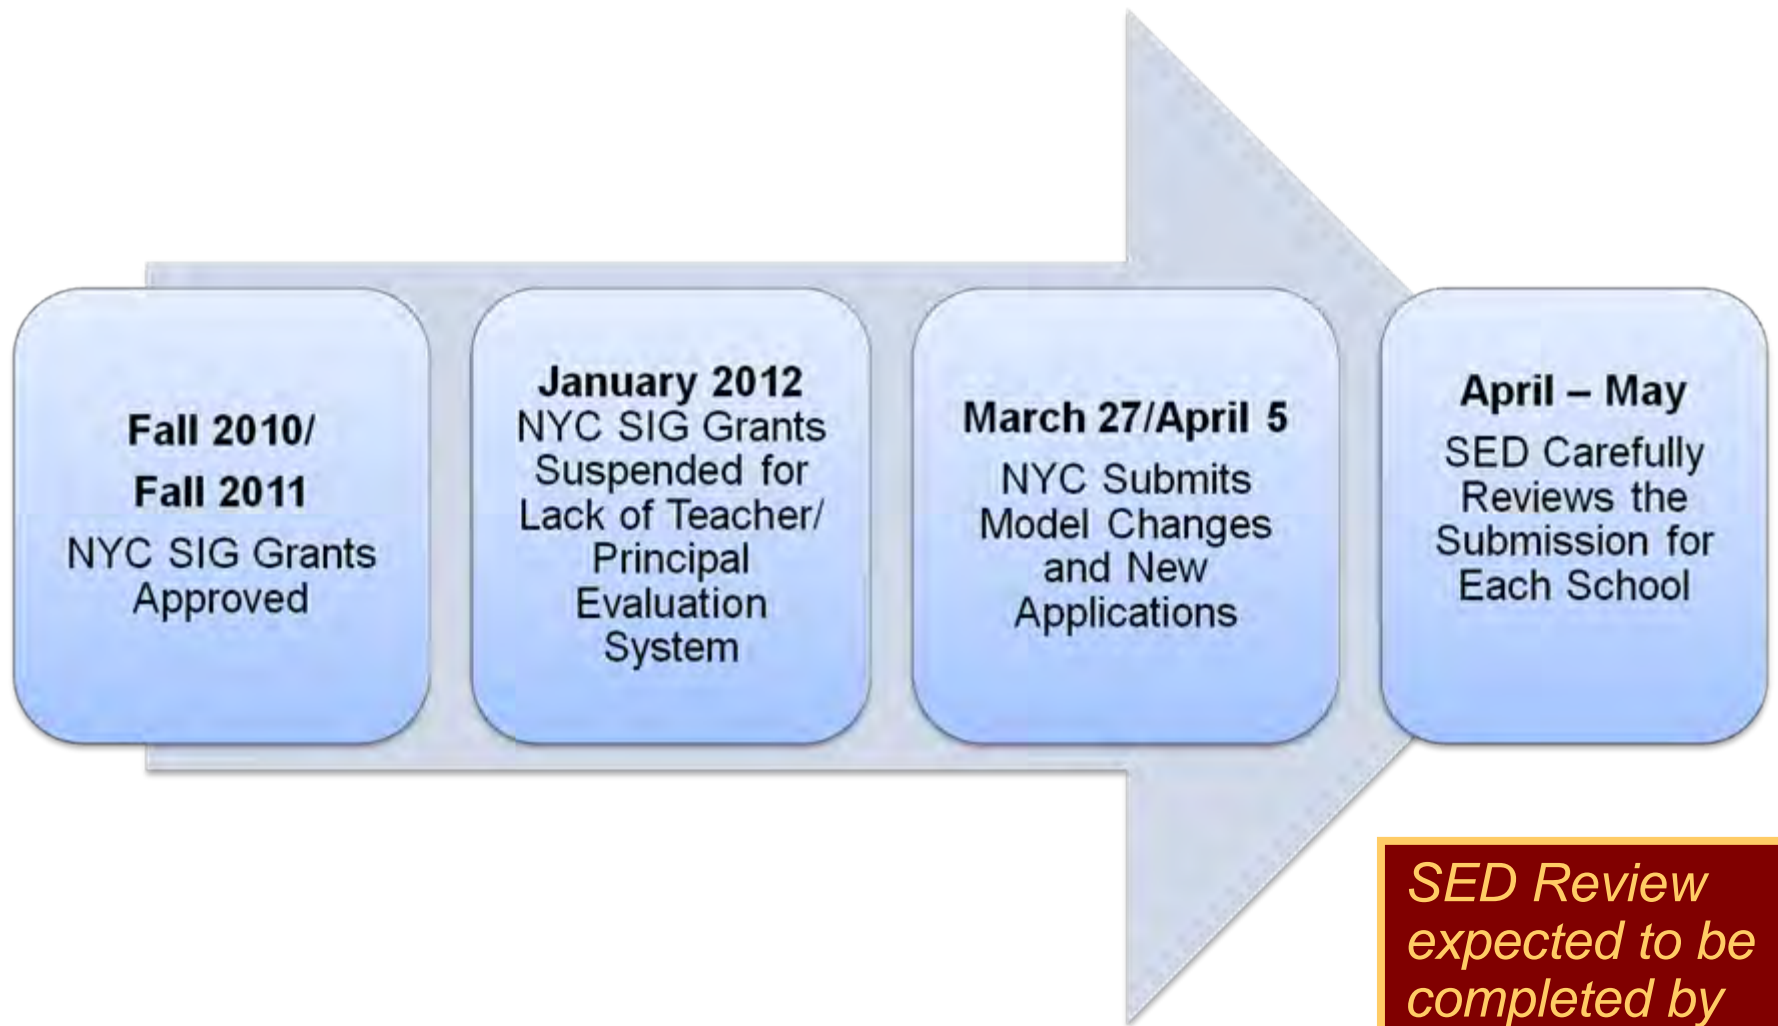 Fall 2010/
Fall 2011
NYC SIG Grants
Approved
January 2012
NYC SIG Grants
Suspended for
Lack of Teacher/
Principal
Evaluation
System
March 27/April 5
NYC Submits
Model Changes
and New
Applications
April – May
SED Carefully
Reviews the
Submission for
Each School
SED Review
expected to be
completed by